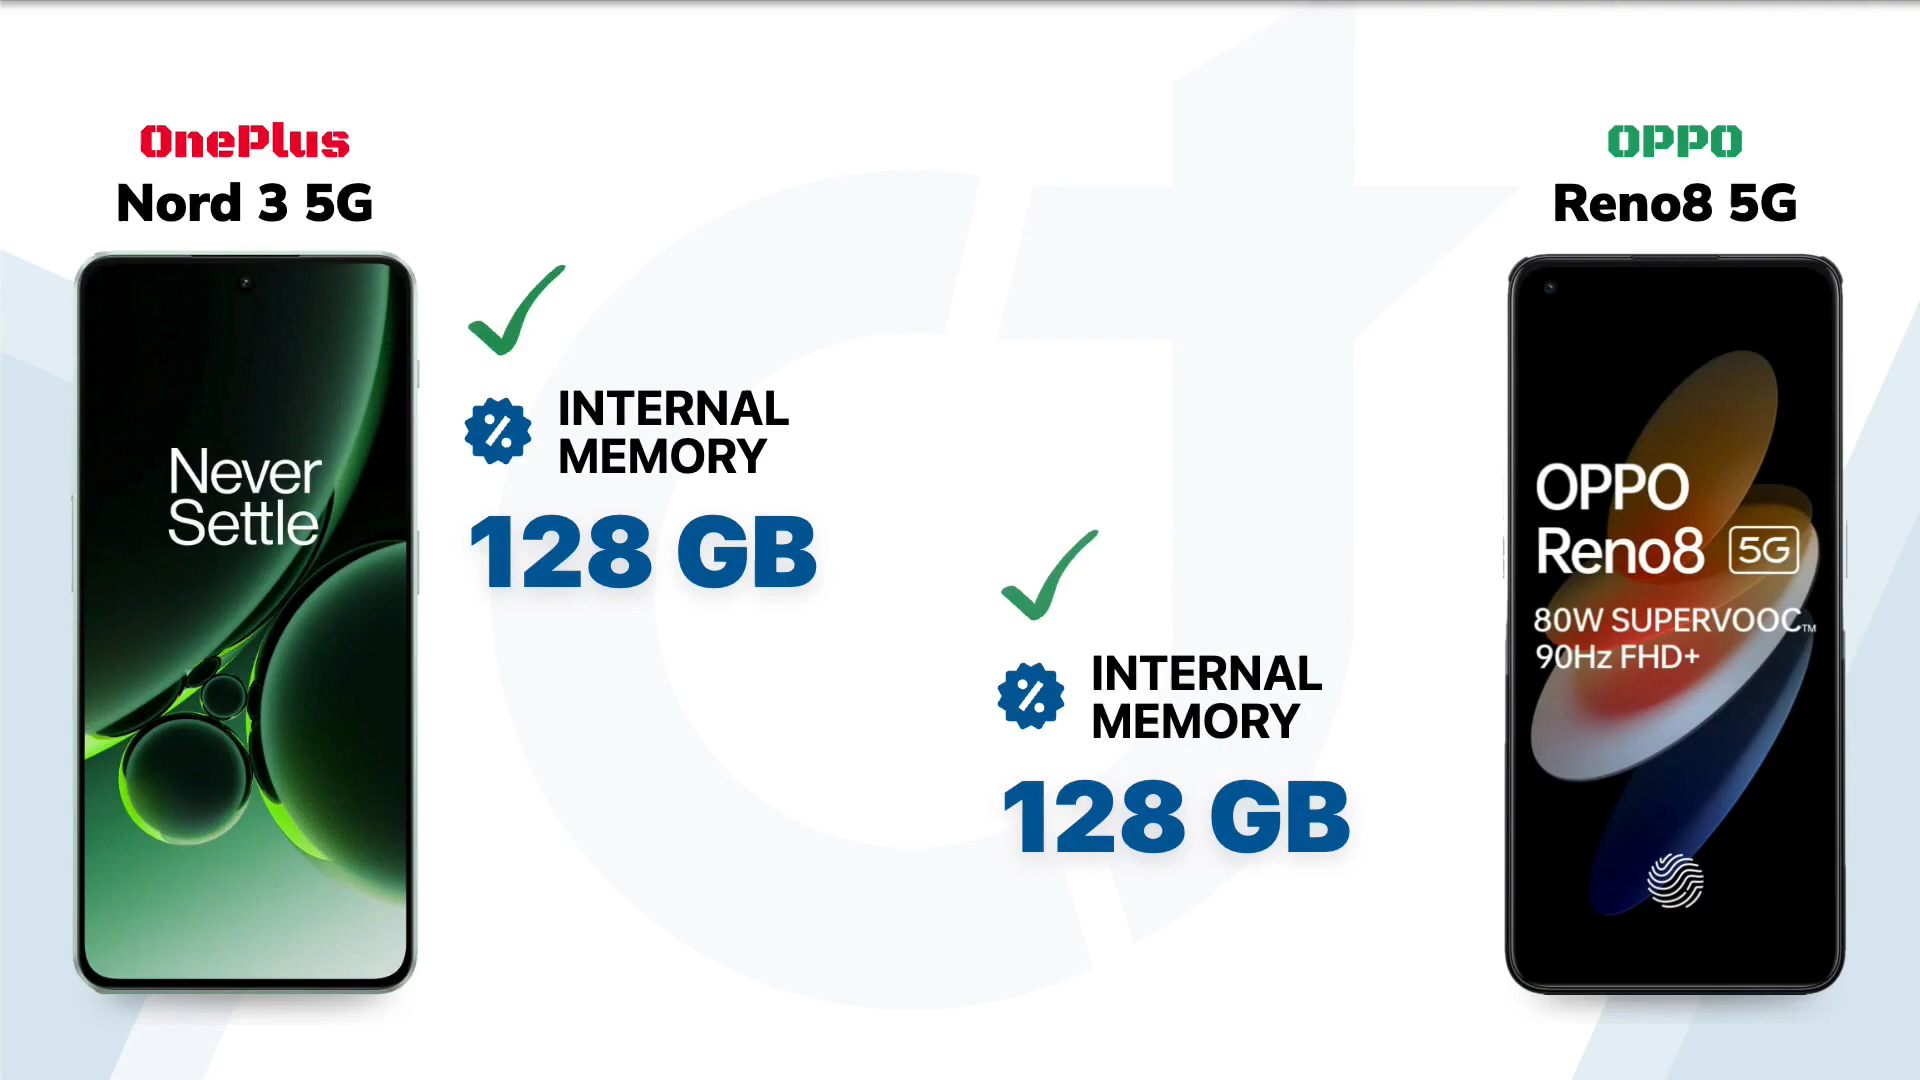 OnePlus
Nord 3 5G
Never
Settle
INTERNAL
MEMORY
128 GB
INTERNAL
MEMORY
128 GB
OPPO
Reno8 5G
OPPO
Reno8 5G
80W SUPERVOOC™
90Hz FHD+